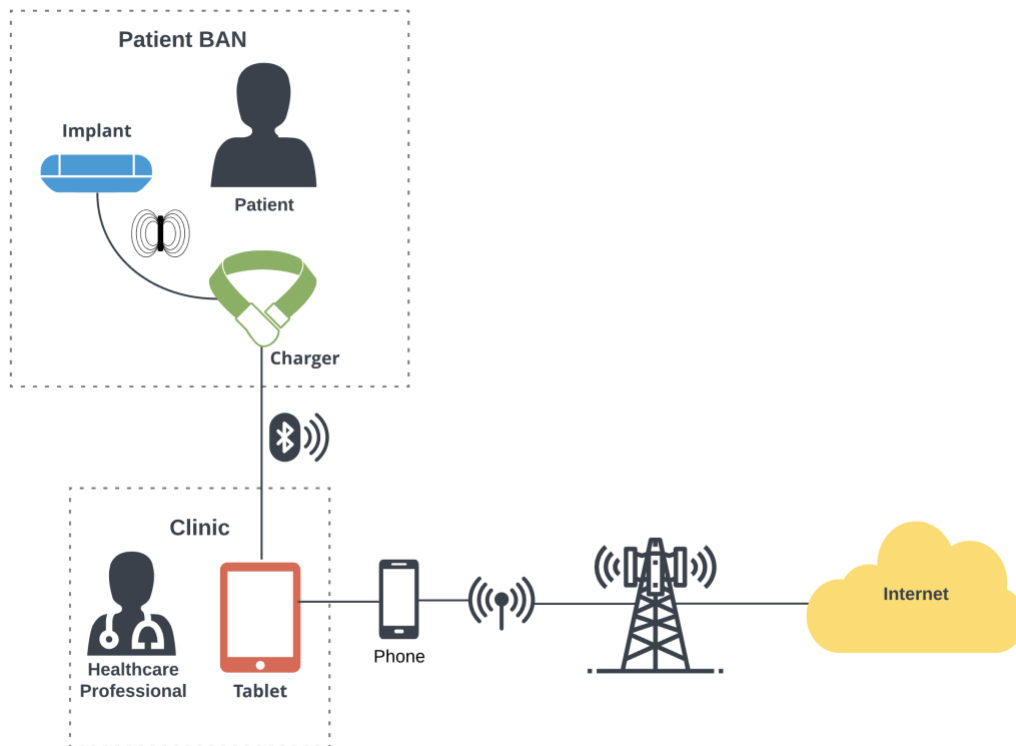 Patient BAN
Implant
Patient
Charger
Clinic
Healthcare
Professional
Tablet
Phone
Internet